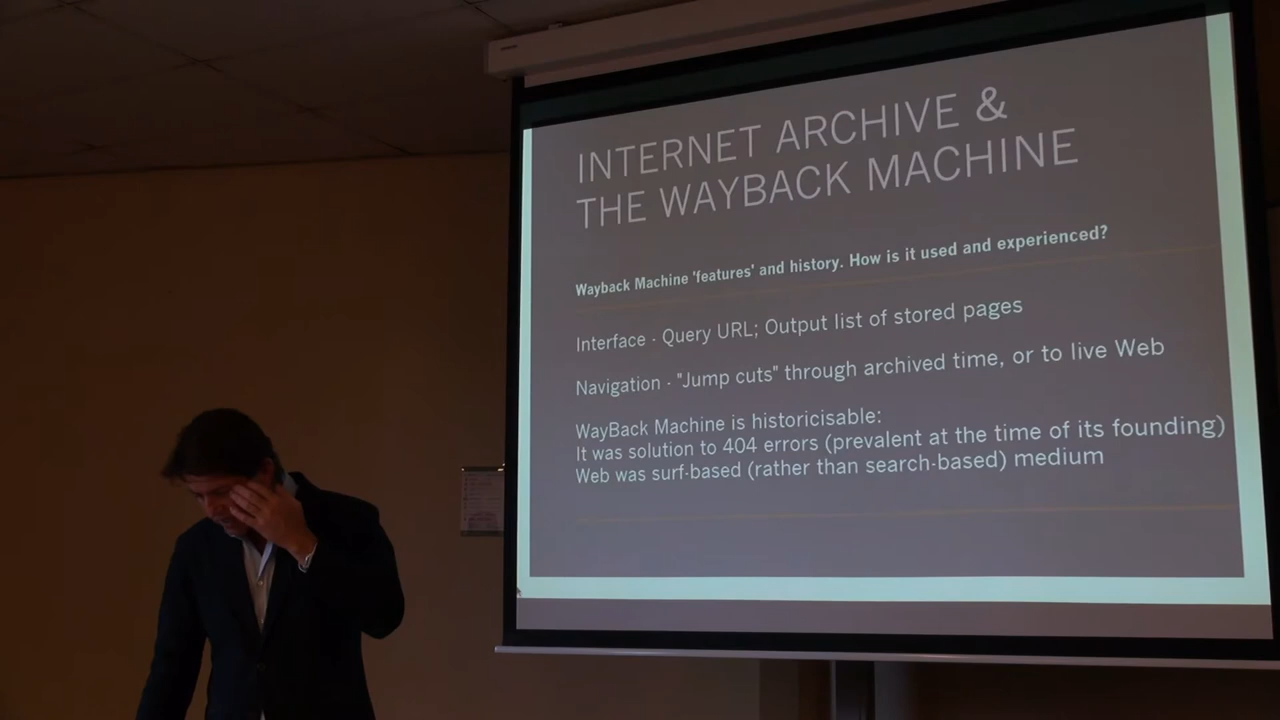 INTERNET ARCHIVE &
THE WAYBACK MACHINE
Wayback Machine 'features' and history. How is it used and experienced?
Interface - Query URL; Output list of stored pages
Navigation - "Jump cuts" through archived time, or to live Web
WayBack Machine is historicisable:
It was solution to 404 errors (prevalent at the time of its founding)
Web was surf-based (rather than search-based) medium